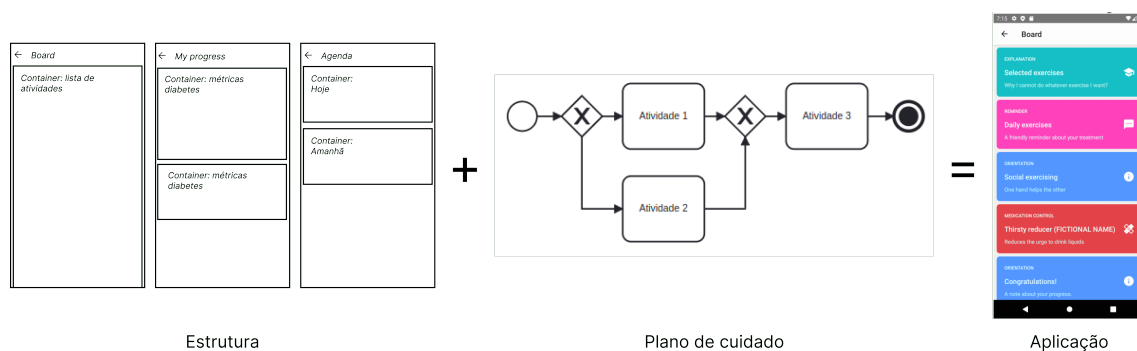 ← Board
Container: lista de
atividades
← My progress
Container: métricas
diabetes
Container: métricas
diabetes
← Agenda
Container:
Hoje
Container:
Amanhã
+
X
Atividade 1
X
Atividade 3
Atividade 2
=
7:15
← Board
EXPLANATION
Selected exercises
Why I cannot do whatever exercise I want?
REMINDER
Daily exercises
A friendly reminder about your treatment
ORIENTATION
Social exercising
One hand helps the other
MEDICATION CONTROL
Thirsty reducer (FICTIONAL NAME)
Reduces the urge to drink liquids
ORIENTATION
Congratulations!
A note about your progress.
Estrutura
Plano de cuidado
Aplicação